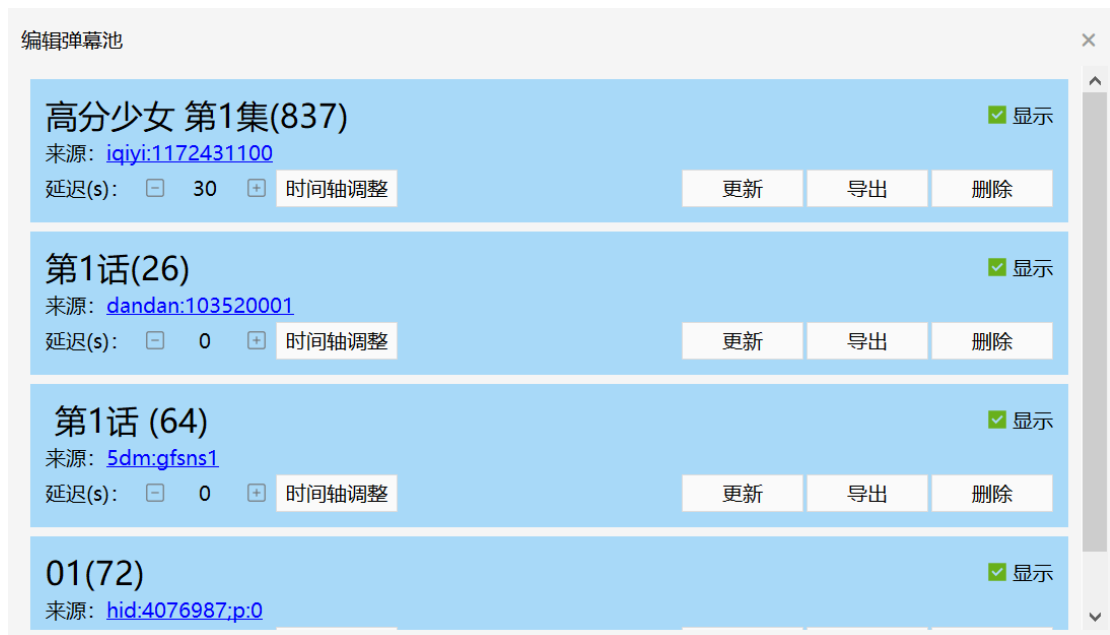 编辑弹幕池
高分少女 第1集(837)
显示
来源：iqiyi:1172431100
延迟(s)： 30 时间轴调整 更新 导出 删除
第1话(26)
显示
来源：dandan:103520001
延迟(s)： 0 时间轴调整 更新 导出 删除
第1话 (64)
显示
来源：5dm:gfsns1
延迟(s)： 0 时间轴调整 更新 导出 删除
01(72)
显示
来源：hid:4076987;p:0